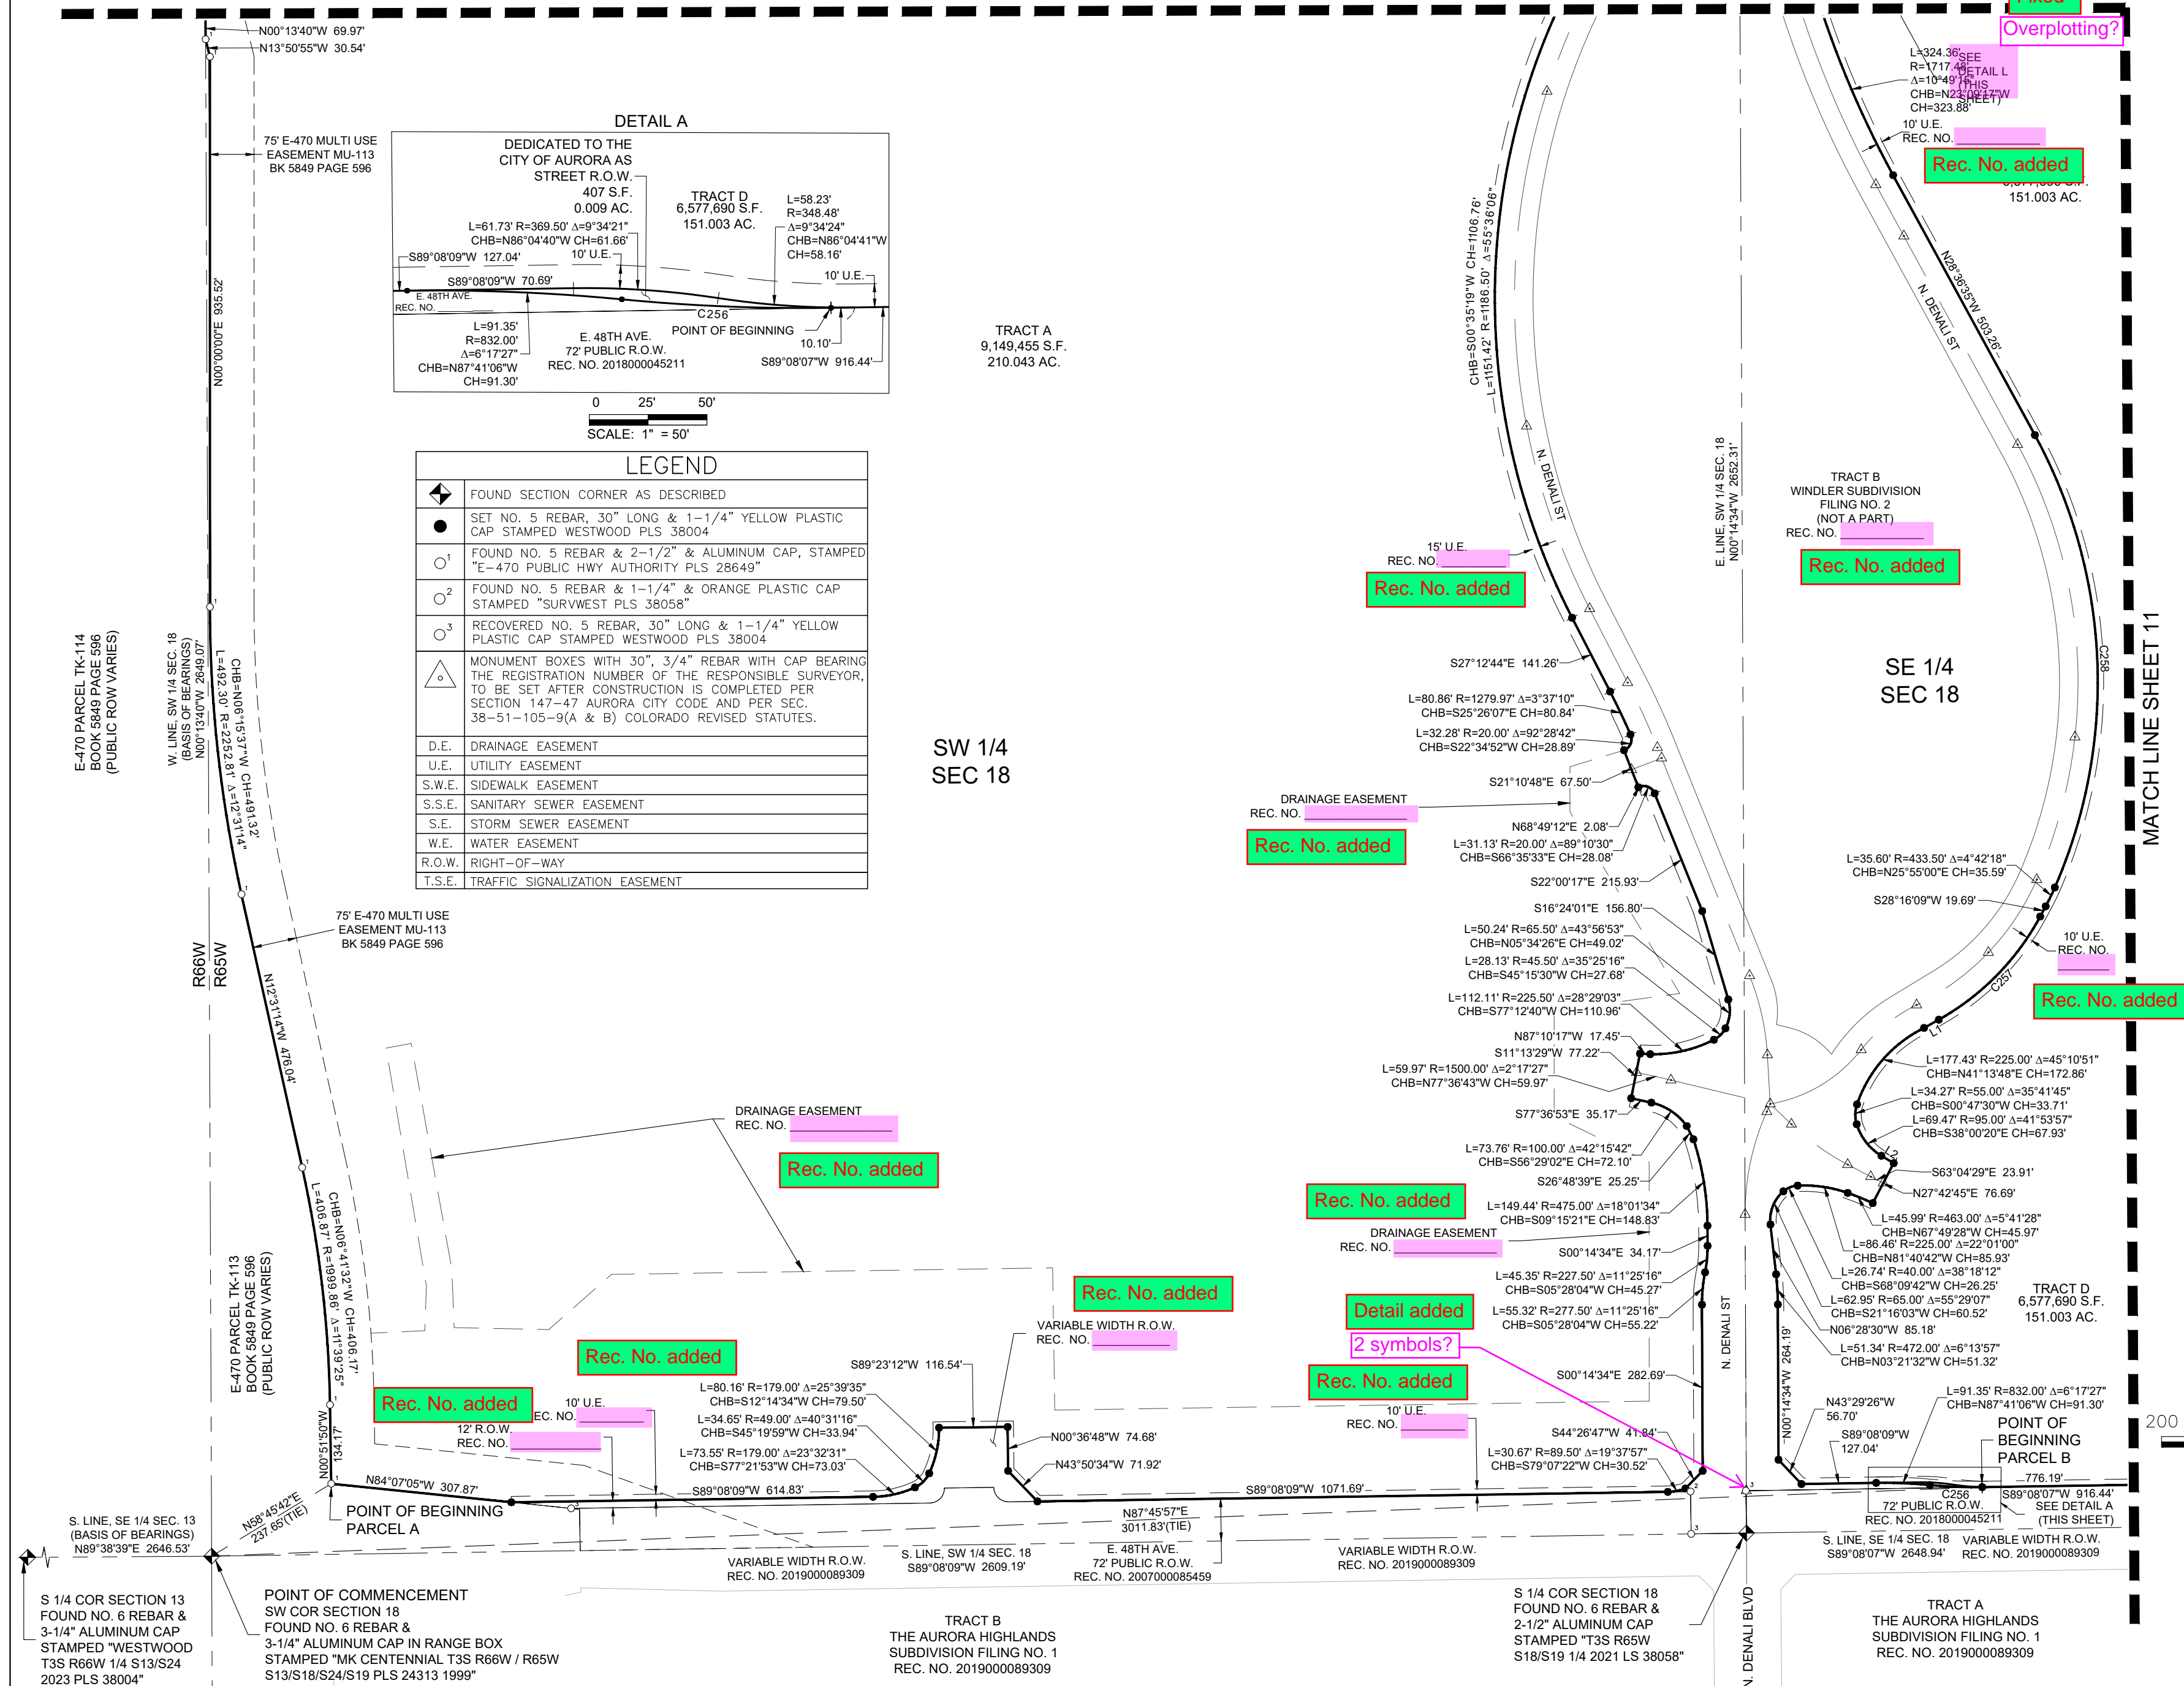 Fixed
Overplotting?
N00°13'40"W 69.97'
N13°50'55"W 30.54'
75' E-470 MULTI USE
EASEMENT MU-113
BK 5849 PAGE 596
N00°00'00"E 935.52'
DETAIL A
DEDICATED TO THE
CITY OF AURORA AS
STREET R.O.W.
407 S.F.
0.009 AC.
TRACT D
6,577,690 S.F.
151.003 AC.
L=58.23'
R=348.48'
Δ=9°34'24"
CHB=N86°04'41"W
CH=58.16'
L=61.73' R=369.50' Δ=9°34'21"
CHB=N86°04'40"W CH=61.66'
S89°08'09"W 127.04'
10' U.E.
10' U.E.
S89°08'09"W 70.69'
E. 48TH AVE.
REC. NO.
C256
POINT OF BEGINNING
L=91.35'
R=832.00'
Δ=6°17'27"
CHB=N87°41'06"W
CH=91.30'
E. 48TH AVE.
72' PUBLIC R.O.W.
REC. NO. 2018000045211
10.10'
S89°08'07"W 916.44'
0 25' 50'
SCALE: 1" = 50'
LEGEND
FOUND SECTION CORNER AS DESCRIBED
SET NO. 5 REBAR, 30" LONG & 1-1/4" YELLOW PLASTIC
CAP STAMPED WESTWOOD PLS 38004
1 FOUND NO. 5 REBAR & 2-1/2" & ALUMINUM CAP, STAMPED
"E-470 PUBLIC HWY AUTHORITY PLS 28649"
2 FOUND NO. 5 REBAR & 1-1/4" & ORANGE PLASTIC CAP
STAMPED "SURVWEST PLS 38058"
3 RECOVERED NO. 5 REBAR, 30" LONG & 1-1/4" YELLOW
PLASTIC CAP STAMPED WESTWOOD PLS 38004
MONUMENT BOXES WITH 30", 3/4" REBAR WITH CAP BEARING
THE REGISTRATION NUMBER OF THE RESPONSIBLE SURVEYOR,
TO BE SET AFTER CONSTRUCTION IS COMPLETED PER
SECTION 147-47 AURORA CITY CODE AND PER SEC.
38-51-105-9(A & B) COLORADO REVISED STATUTES.
D.E. DRAINAGE EASEMENT
U.E. UTILITY EASEMENT
S.W.E. SIDEWALK EASEMENT
S.S.E. SANITARY SEWER EASEMENT
S.E. STORM SEWER EASEMENT
W.E. WATER EASEMENT
R.O.W. RIGHT-OF-WAY
T.S.E. TRAFFIC SIGNALIZATION EASEMENT
TRACT A
9,149,455 S.F.
210.043 AC.
SW 1/4
SEC 18
CHB=S00°35'19"W CH=1106.76'
L=1151.42' R=1186.50' Δ=55°36'06"
N. DENALI ST
E. LINE, SW 1/4 SEC. 18
N00°14'34"W 2652.31'
L=324.36'
R=1717.48'
Δ=10°49'15"
CHB=N23°09'17"W
CH=323.88'
SEE
DETAIL L
(THIS
SHEET)
10' U.E.
REC. NO.
Rec. No. added
151.003 AC.
N28°36'35"W 503.26'
N. DENALI ST
TRACT B
WINDLER SUBDIVISION
FILING NO. 2
(NOT A PART)
REC. NO.
Rec. No. added
SE 1/4
SEC 18
C258
MATCH LINE SHEET 11
15' U.E.
REC. NO.
Rec. No. added
S27°12'44"E 141.26'
L=80.86' R=1279.97' Δ=3°37'10"
CHB=S25°26'07"E CH=80.84'
L=32.28' R=20.00' Δ=92°28'42"
CHB=S22°34'52"W CH=28.89'
S21°10'48"E 67.50'
DRAINAGE EASEMENT
REC. NO.
Rec. No. added
N68°49'12"E 2.08'
L=31.13' R=20.00' Δ=89°10'30"
CHB=S66°35'33"E CH=28.08'
S22°00'17"E 215.93'
S16°24'01"E 156.80'
L=50.24' R=65.50' Δ=43°56'53"
CHB=N05°34'26"E CH=49.02'
L=28.13' R=45.50' Δ=35°25'16"
CHB=S45°15'30"W CH=27.68'
L=112.11' R=225.50' Δ=28°29'03"
CHB=S77°12'40"W CH=110.96'
N87°10'17"W 17.45'
S11°13'29"W 77.22'
L=59.97' R=1500.00' Δ=2°17'27"
CHB=N77°36'43"W CH=59.97'
S77°36'53"E 35.17'
L=73.76' R=100.00' Δ=42°15'42"
CHB=S56°29'02"E CH=72.10'
S26°48'39"E 25.25'
L=149.44' R=475.00' Δ=18°01'34"
CHB=S09°15'21"E CH=148.83'
Rec. No. added
DRAINAGE EASEMENT
REC. NO.
S00°14'34"E 34.17'
L=45.35' R=227.50' Δ=11°25'16"
CHB=S05°28'04"W CH=45.27'
L=55.32' R=277.50' Δ=11°25'16"
CHB=S05°28'04"W CH=55.22'
Detail added
2 symbols?
Rec. No. added
S00°14'34"E 282.69'
10' U.E.
REC. NO.
S44°26'47"W 41.84'
L=30.67' R=89.50' Δ=19°37'57"
CHB=S79°07'22"W CH=30.52'
L=35.60' R=433.50' Δ=4°42'18"
CHB=N25°55'00"E CH=35.59'
S28°16'09"W 19.69'
10' U.E.
REC. NO.
Rec. No. added
C257
L1
L=177.43' R=225.00' Δ=45°10'51"
CHB=N41°13'48"E CH=172.86'
L=34.27' R=55.00' Δ=35°41'45"
CHB=S00°47'30"W CH=33.71'
L=69.47' R=95.00' Δ=41°53'57"
CHB=S38°00'20"E CH=67.93'
L2
S63°04'29"E 23.91'
N27°42'45"E 76.69'
L=45.99' R=463.00' Δ=5°41'28"
CHB=N67°49'28"W CH=45.97'
L=86.46' R=225.00' Δ=22°01'00"
CHB=N81°40'42"W CH=85.93'
L=26.74' R=40.00' Δ=38°18'12"
CHB=S68°09'42"W CH=26.25'
L=62.95' R=65.00' Δ=55°29'07"
CHB=S21°16'03"W CH=60.52'
N06°28'30"W 85.18'
L=51.34' R=472.00' Δ=6°13'57"
CHB=N03°21'32"W CH=51.32'
TRACT D
6,577,690 S.F.
151.003 AC.
N. DENALI ST
N00°14'34"W 264.19'
N43°29'26"W
56.70'
L=91.35' R=832.00' Δ=6°17'27"
CHB=N87°41'06"W CH=91.30'
S89°08'09"W
127.04'
POINT OF
BEGINNING
PARCEL B
200
776.19'
C256
S89°08'07"W 916.44'
72' PUBLIC R.O.W.
REC. NO. 2018000045211
SEE DETAIL A
(THIS SHEET)
S. LINE, SE 1/4 SEC. 18
S89°08'07"W 2648.94'
VARIABLE WIDTH R.O.W.
REC. NO. 2019000089309
E-470 PARCEL TK-114
BOOK 5849 PAGE 596
(PUBLIC ROW VARIES)
W. LINE, SW 1/4 SEC. 18
(BASIS OF BEARINGS)
N00°13'40"W 2649.07'
CHB=N06°15'37"W CH=491.32'
L=492.30' R=2252.81' Δ=12°31'14"
75' E-470 MULTI USE
EASEMENT MU-113
BK 5849 PAGE 596
R66W
R65W
N12°31'14"W 476.04'
DRAINAGE EASEMENT
REC. NO.
Rec. No. added
CHB=N06°41'32"W CH=406.17'
L=406.87' R=1999.86' Δ=11°39'25"
E-470 PARCEL TK-113
BOOK 5849 PAGE 596
(PUBLIC ROW VARIES)
N00°51'50"W
134.17'
Rec. No. added
Rec. No. added
10' U.E.
EC. NO.
12' R.O.W.
REC. NO.
L=80.16' R=179.00' Δ=25°39'35"
CHB=S12°14'34"W CH=79.50'
L=34.65' R=49.00' Δ=40°31'16"
CHB=S45°19'59"W CH=33.94'
L=73.55' R=179.00' Δ=23°32'31"
CHB=S77°21'53"W CH=73.03'
S89°23'12"W 116.54'
Rec. No. added
VARIABLE WIDTH R.O.W.
REC. NO.
N00°36'48"W 74.68'
N43°50'34"W 71.92'
N84°07'05"W 307.87'
S89°08'09"W 614.83'
S89°08'09"W 1071.69'
N87°45'57"E
3011.83'(TIE)
POINT OF BEGINNING
PARCEL A
N58°45'42"E
237.65'(TIE)
S. LINE, SE 1/4 SEC. 13
(BASIS OF BEARINGS)
N89°38'39"E 2646.53'
VARIABLE WIDTH R.O.W.
REC. NO. 2019000089309
S. LINE, SW 1/4 SEC. 18
S89°08'09"W 2609.19'
E. 48TH AVE.
72' PUBLIC R.O.W.
REC. NO. 2007000085459
VARIABLE WIDTH R.O.W.
REC. NO. 2019000089309
S 1/4 COR SECTION 13
FOUND NO. 6 REBAR &
3-1/4" ALUMINUM CAP
STAMPED "WESTWOOD
T3S R66W 1/4 S13/S24
2023 PLS 38004"
POINT OF COMMENCEMENT
SW COR SECTION 18
FOUND NO. 6 REBAR &
3-1/4" ALUMINUM CAP IN RANGE BOX
STAMPED "MK CENTENNIAL T3S R66W / R65W
S13/S18/S24/S19 PLS 24313 1999"
TRACT B
THE AURORA HIGHLANDS
SUBDIVISION FILING NO. 1
REC. NO. 2019000089309
S 1/4 COR SECTION 18
FOUND NO. 6 REBAR &
2-1/2" ALUMINUM CAP
STAMPED "T3S R65W
S18/S19 1/4 2021 LS 38058"
N. DENALI BLVD
TRACT A
THE AURORA HIGHLANDS
SUBDIVISION FILING NO. 1
REC. NO. 2019000089309